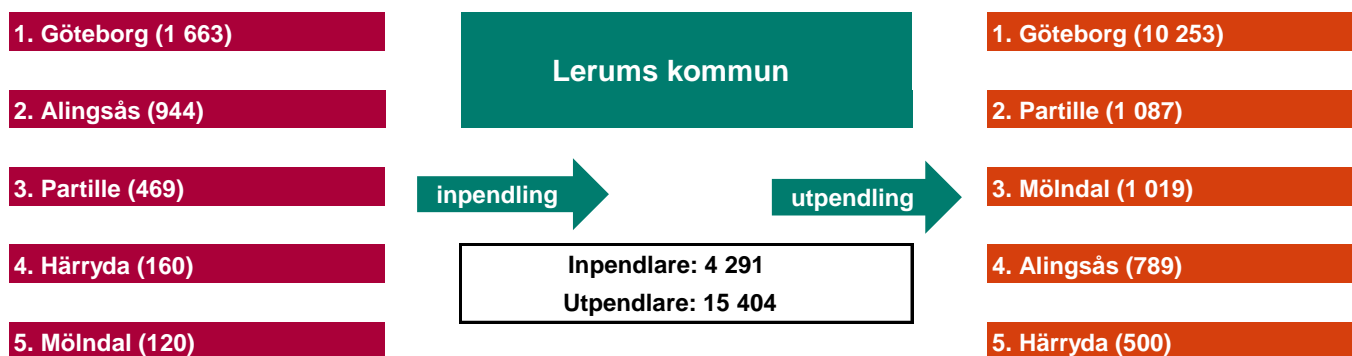 1. Göteborg (1 663)
2. Alingsås (944)
3. Partille (469)
4. Härryda (160)
5. Mölndal (120)
Lerums kommun
inpendling
utpendling
Inpendlare: 4 291
Utpendlare: 15 404
1. Göteborg (10 253)
2. Partille (1 087)
3. Mölndal (1 019)
4. Alingsås (789)
5. Härryda (500)